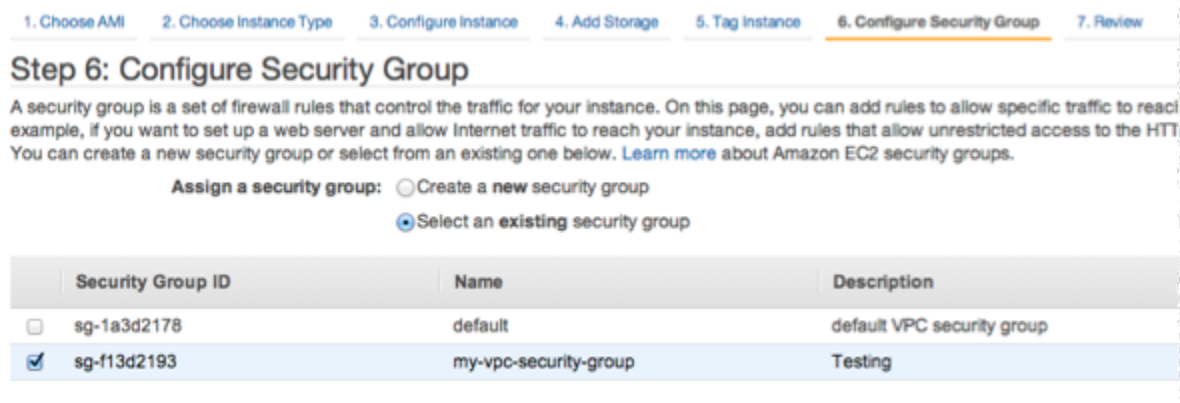 1. Choose AMI 2. Choose Instance Type 3. Configure Instance 4. Add Storage 5. Tag Instance 6. Configure Security Group 7. Review
Step 6: Configure Security Group
A security group is a set of firewall rules that control the traffic for your instance. On this page, you can add rules to allow specific traffic to reach
example, if you want to set up a web server and allow Internet traffic to reach your instance, add rules that allow unrestricted access to the HTT
You can create a new security group or select from an existing one below. Learn more about Amazon EC2 security groups.
Assign a security group: Create a new security group
Select an existing security group
Security Group ID Name Description
sg-1a3d2178 default default VPC security group
sg-f13d2193 my-vpc-security-group Testing